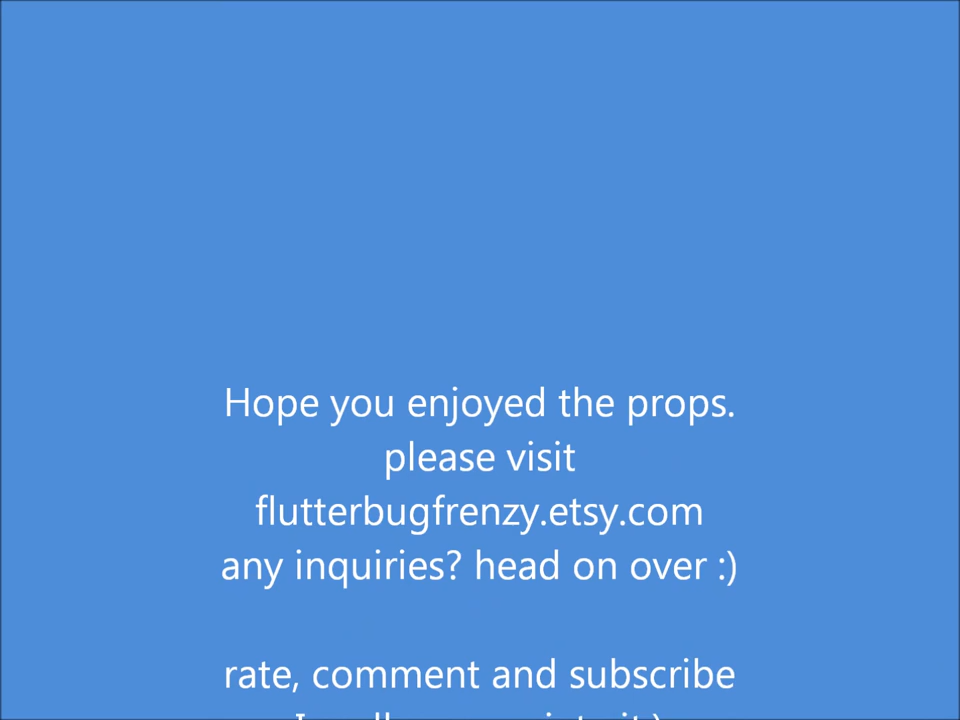 Hope you enjoyed the props.
please visit
flutterbugfrenzy.etsy.com
any inquiries? head on over :)
rate, comment and subscribe